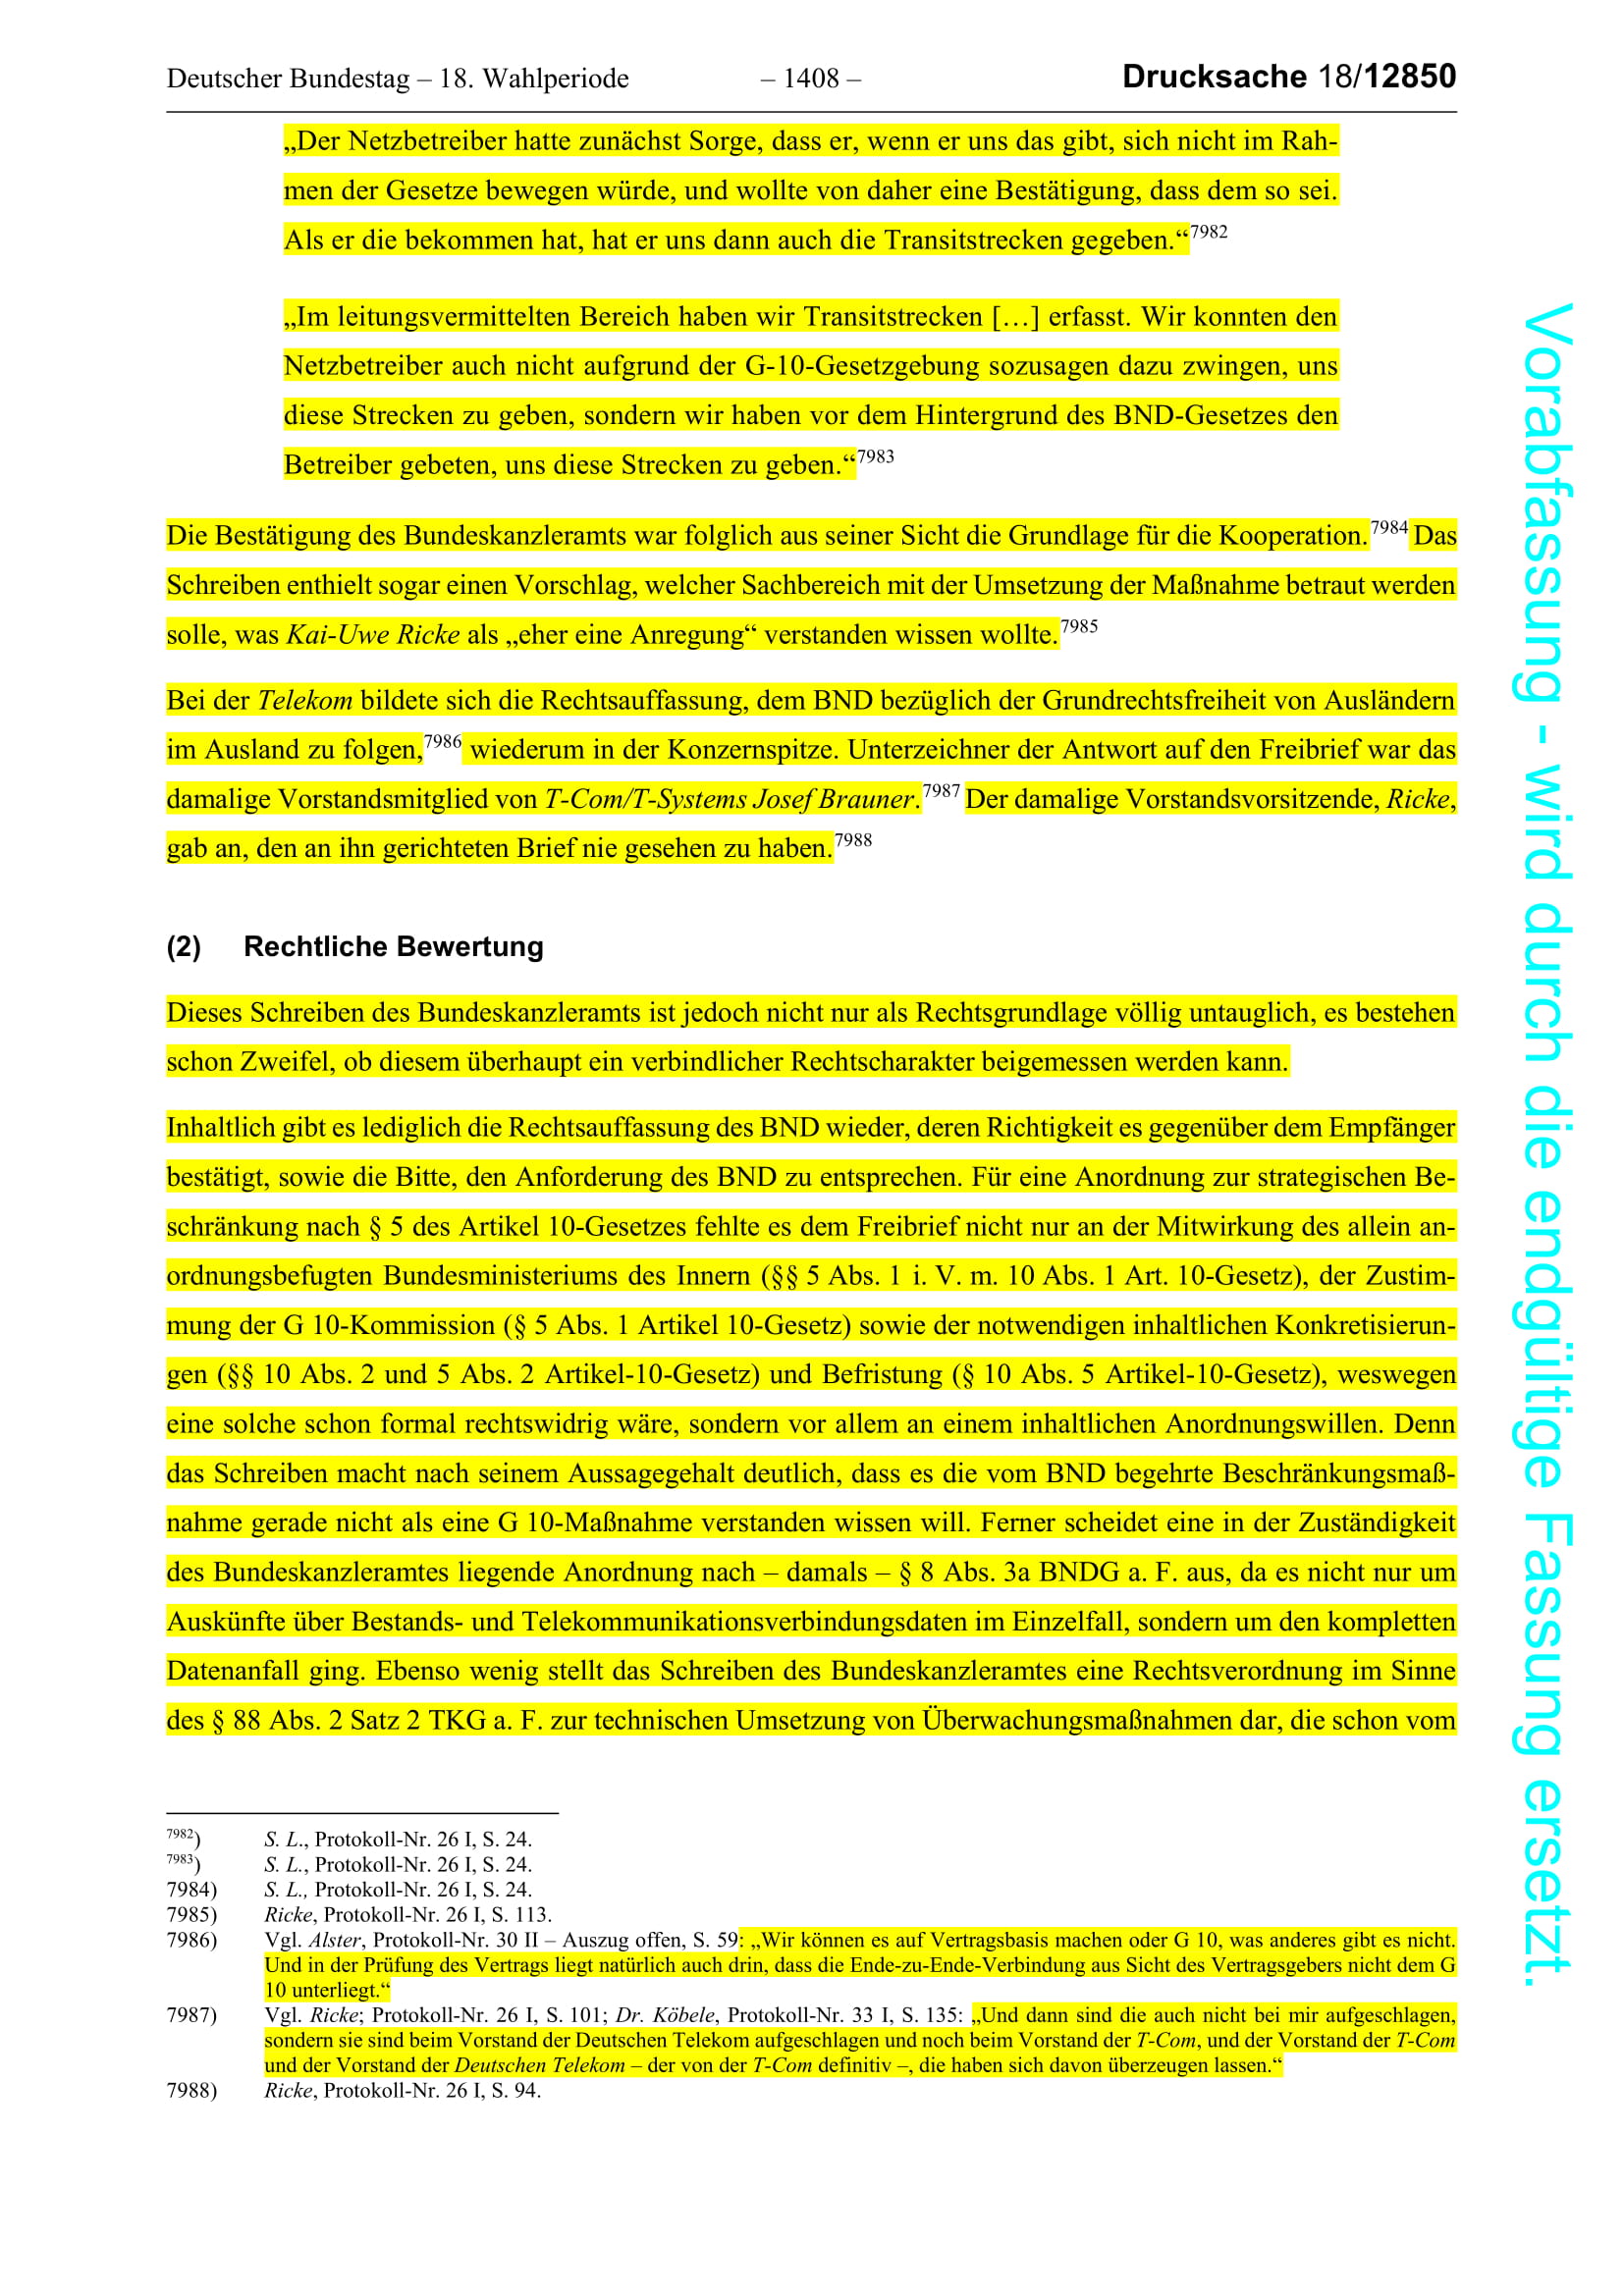 Deutscher Bundestag – 18. Wahlperiode – 1408 – Drucksache 18/12850
„Der Netzbetreiber hatte zunächst Sorge, dass er, wenn er uns das gibt, sich nicht im Rah-
men der Gesetze bewegen würde, und wollte von daher eine Bestätigung, dass dem so sei.
Als er die bekommen hat, hat er uns dann auch die Transitstrecken gegeben.“7982
„Im leitungsvermittelten Bereich haben wir Transitstrecken […] erfasst. Wir konnten den
Netzbetreiber auch nicht aufgrund der G-10-Gesetzgebung sozusagen dazu zwingen, uns
diese Strecken zu geben, sondern wir haben vor dem Hintergrund des BND-Gesetzes den
Betreiber gebeten, uns diese Strecken zu geben.“7983
Die Bestätigung des Bundeskanzleramts war folglich aus seiner Sicht die Grundlage für die Kooperation.7984 Das
Schreiben enthielt sogar einen Vorschlag, welcher Sachbereich mit der Umsetzung der Maßnahme betraut werden
solle, was Kai-Uwe Ricke als „eher eine Anregung“ verstanden wissen wollte.7985
Bei der Telekom bildete sich die Rechtsauffassung, dem BND bezüglich der Grundrechtsfreiheit von Ausländern
im Ausland zu folgen,7986 wiederum in der Konzernspitze. Unterzeichner der Antwort auf den Freibrief war das
damalige Vorstandsmitglied von T-Com/T-Systems Josef Brauner.7987 Der damalige Vorstandsvorsitzende, Ricke,
gab an, den an ihn gerichteten Brief nie gesehen zu haben.7988
(2) Rechtliche Bewertung
Dieses Schreiben des Bundeskanzleramts ist jedoch nicht nur als Rechtsgrundlage völlig untauglich, es bestehen
schon Zweifel, ob diesem überhaupt ein verbindlicher Rechtscharakter beigemessen werden kann.
Inhaltlich gibt es lediglich die Rechtsauffassung des BND wieder, deren Richtigkeit es gegenüber dem Empfänger
bestätigt, sowie die Bitte, den Anforderung des BND zu entsprechen. Für eine Anordnung zur strategischen Be-
schränkung nach § 5 des Artikel 10-Gesetzes fehlte es dem Freibrief nicht nur an der Mitwirkung des allein an-
ordnungsbefugten Bundesministeriums des Innern (§§ 5 Abs. 1 i. V. m. 10 Abs. 1 Art. 10-Gesetz), der Zustim-
mung der G 10-Kommission (§ 5 Abs. 1 Artikel 10-Gesetz) sowie der notwendigen inhaltlichen Konkretisierun-
gen (§§ 10 Abs. 2 und 5 Abs. 2 Artikel-10-Gesetz) und Befristung (§ 10 Abs. 5 Artikel-10-Gesetz), weswegen
eine solche schon formal rechtswidrig wäre, sondern vor allem an einem inhaltlichen Anordnungswillen. Denn
das Schreiben macht nach seinem Aussagegehalt deutlich, dass es die vom BND begehrte Beschränkungsmaß-
nahme gerade nicht als eine G 10-Maßnahme verstanden wissen will. Ferner scheidet eine in der Zuständigkeit
des Bundeskanzleramtes liegende Anordnung nach – damals – § 8 Abs. 3a BNDG a. F. aus, da es nicht nur um
Auskünfte über Bestands- und Telekommunikationsverbindungsdaten im Einzelfall, sondern um den kompletten
Datenanfall ging. Ebenso wenig stellt das Schreiben des Bundeskanzleramtes eine Rechtsverordnung im Sinne
des § 88 Abs. 2 Satz 2 TKG a. F. zur technischen Umsetzung von Überwachungsmaßnahmen dar, die schon vom
7982) S. L., Protokoll-Nr. 26 I, S. 24.
7983) S. L., Protokoll-Nr. 26 I, S. 24.
7984) S. L., Protokoll-Nr. 26 I, S. 24.
7985) Ricke, Protokoll-Nr. 26 I, S. 113.
7986) Vgl. Alster, Protokoll-Nr. 30 II – Auszug offen, S. 59: „Wir können es auf Vertragsbasis machen oder G 10, was anderes gibt es nicht.
Und in der Prüfung des Vertrags liegt natürlich auch drin, dass die Ende-zu-Ende-Verbindung aus Sicht des Vertragsgebers nicht dem G
10 unterliegt.“
7987) Vgl. Ricke; Protokoll-Nr. 26 I, S. 101; Dr. Köbele, Protokoll-Nr. 33 I, S. 135: „Und dann sind die auch nicht bei mir aufgeschlagen,
sondern sie sind beim Vorstand der Deutschen Telekom aufgeschlagen und noch beim Vorstand der T-Com, und der Vorstand der T-Com
und der Vorstand der Deutschen Telekom – der von der T-Com definitiv –, die haben sich davon überzeugen lassen.“
7988) Ricke, Protokoll-Nr. 26 I, S. 94.
Vorabfassung - wird durch die endgültige Fassung ersetzt.